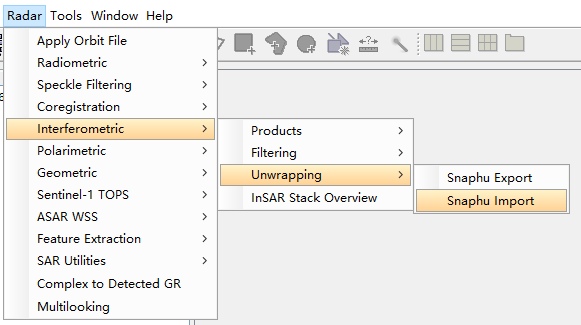 Radar Tools Window Help
Apply Orbit File
Radiometric
Speckle Filtering
Coregistration
Interferometric
Polarimetric
Geometric
Sentinel-1 TOPS
ASAR WSS
Feature Extraction
SAR Utilities
Complex to Detected GR
Multilooking
Products
Filtering
Unwrapping
InSAR Stack Overview
Snaphu Export
Snaphu Import